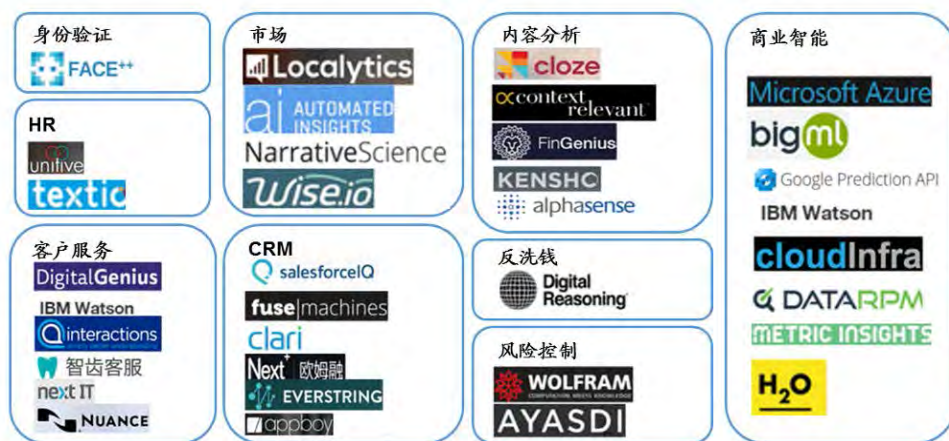 身份验证
FACE++
HR
unitive
textio
客户服务
DigitalGenius
IBM Watson
interactions
智齿客服
next IT
NUANCE
市场
Localytics
ai AUTOMATED
INSIGHTS
NarrativeScience
Wise.io
CRM
salesforceIQ
fuse|machines
clari
Next+ 欧姆融
EVERSTRING
appboy
内容分析
cloze
context
relevant
FinGenius
KENSHO
alphasense
反洗钱
Digital
Reasoning
风险控制
WOLFRAM
COMPUTATION MEETS KNOWLEDGE
AYASDI
商业智能
Microsoft Azure
bigml
Google Prediction API
IBM Watson
cloudInfra
DATARPM
METRIC INSIGHTS
H2O